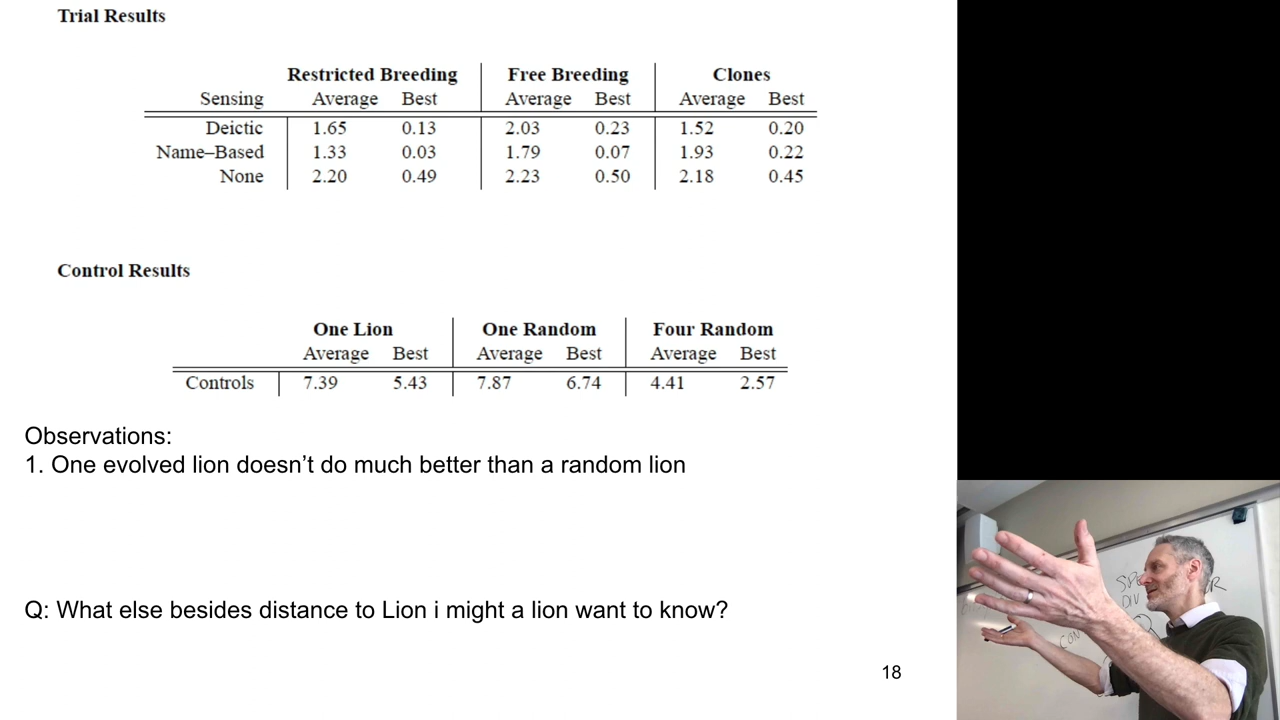 Trial Results
Restricted Breeding Free Breeding Clones
Sensing Average Best Average Best Average Best
Deictic 1.65 0.13 2.03 0.23 1.52 0.20
Name–Based 1.33 0.03 1.79 0.07 1.93 0.22
None 2.20 0.49 2.23 0.50 2.18 0.45
Control Results
One Lion One Random Four Random
Average Best Average Best Average Best
Controls 7.39 5.43 7.87 6.74 4.41 2.57
Observations:
1. One evolved lion doesn’t do much better than a random lion
Q: What else besides distance to Lion i might a lion want to know?
18